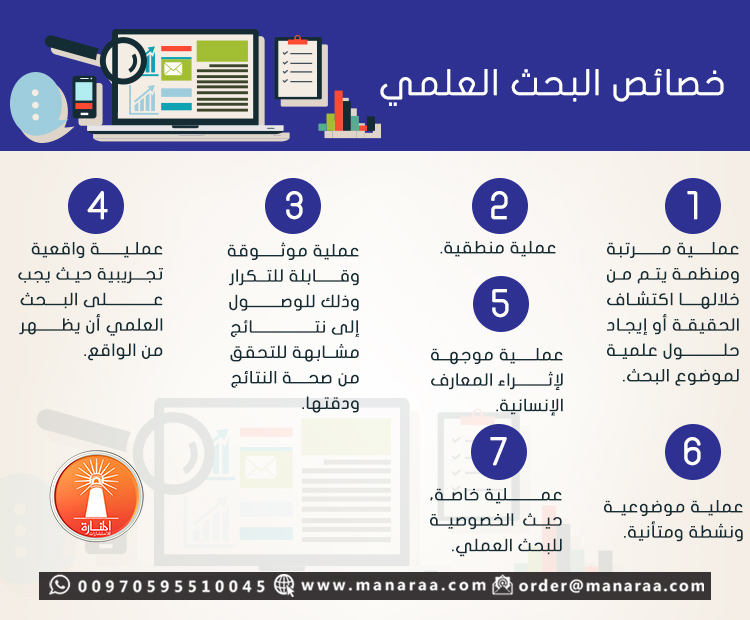 خصائص البحث العلمي
1
عملية مرتبة
ومنظمة يتم من
خلالها اكتشاف
الحقيقة أو إيجاد
حلول علمية
لموضوع البحث.
2
عملية منطقية.
3
عملية موثوقة
وقابلة للتكرار
وذلك للوصول
إلى نتائج
مشابهة للتحقق
من صحة النتائج
ودقتها.
4
عملية واقعية
تجريبية حيث يجب
على البحث
العلمي أن يظهر
من الواقع.
5
عملية موجهة
لإثراء المعارف
الإنسانية.
6
عملية موضوعية
ونشطة ومتأنية.
7
عملية خاصة،
حيث الخصوصية
للبحث العملي.
المنارة
للاستشارات
00970595510045 www.manaraa.com order@manaraa.com